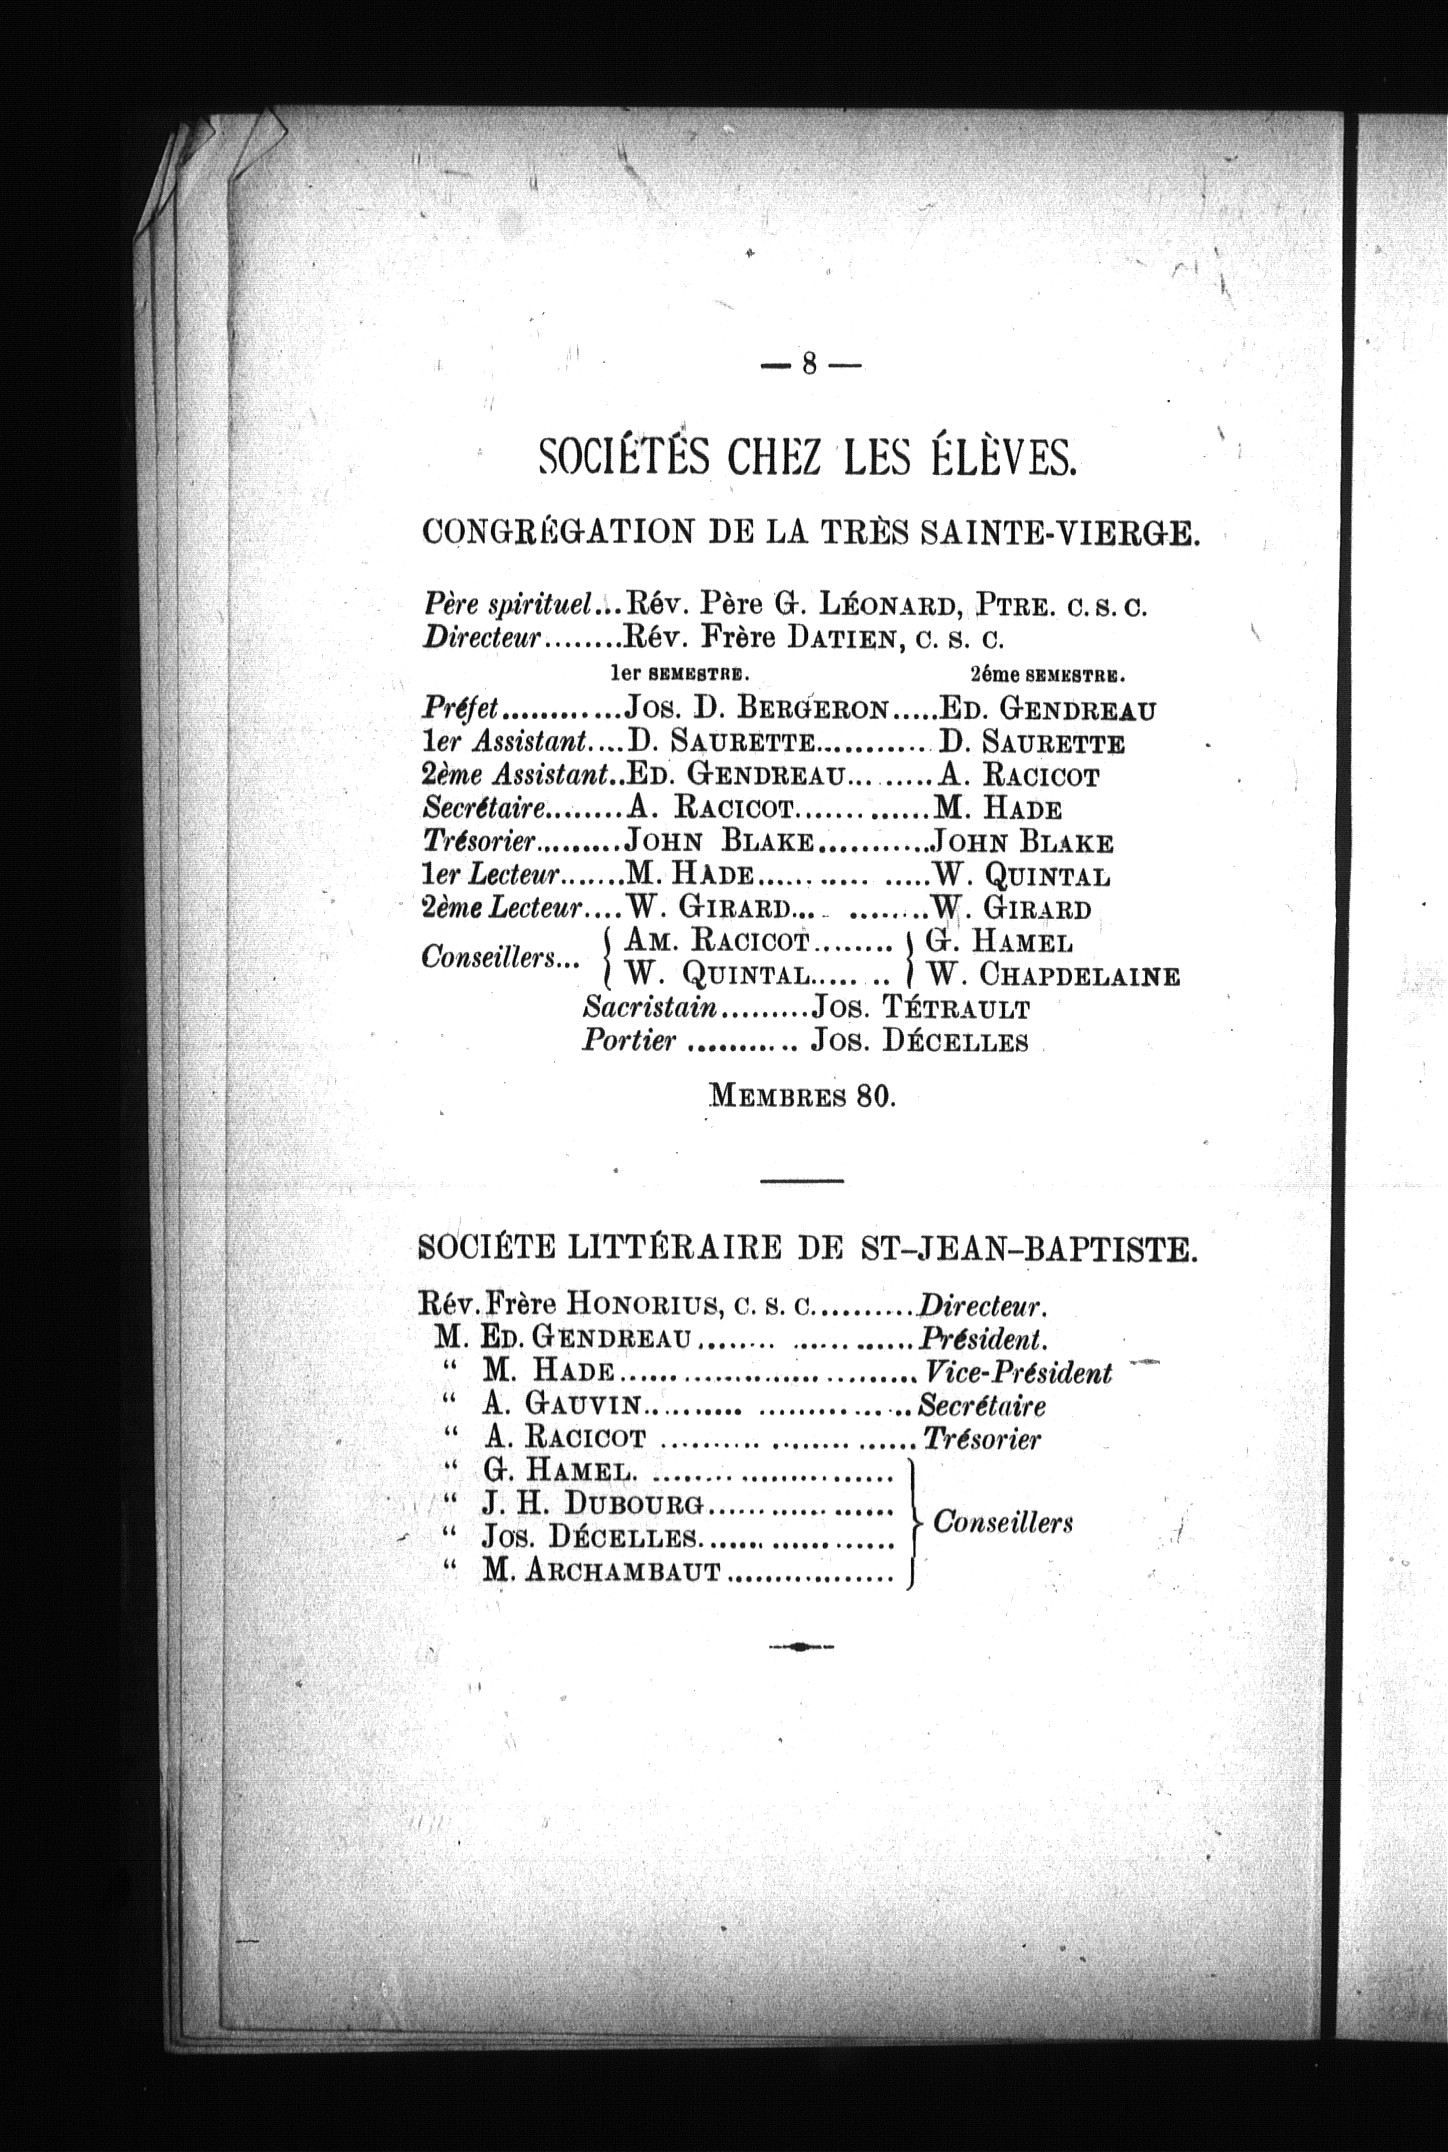 — 8 —
SOCIÉTÉS CHEZ LES ÉLÈVES.
CONGRÉGATION DE LA TRÈS SAINTE-VIERGE.
Père spirituel...Rév. Père G. LÉONARD, PTRE. C. S. C.
Directeur........Rév. Frère DATIEN, C. S. C.
1er SEMESTRE. 2éme SEMESTRE.
Préfet............JOS. D. BERGERON.....ED. GENDREAU
1er Assistant....D. SAURETTE............D. SAURETTE
2ème Assistant..ED. GENDREAU.........A. RACICOT
Secrétaire........A. RACICOT.............M. HADE
Trésorier.........JOHN BLAKE...........JOHN BLAKE
1er Lecteur.......M. HADE...... ..... .....W. QUINTAL
2ème Lecteur....W. GIRARD... ........W. GIRARD
Conseillers... { AM. RACICOT........ } G. HAMEL
{ W. QUINTAL..... .. } W. CHAPDELAINE
Sacristain.........JOS. TÉTRAULT
Portier ........... JOS. DÉCELLES
MEMBRES 80.
SOCIÉTE LITTÉRAIRE DE ST-JEAN-BAPTISTE.
Rév. Frère HONORIUS, C. S. C..........Directeur.
M. ED. GENDREAU........ ............Président.
“ M. HADE............................. Vice-Président
“ A. GAUVIN.......... ...............Secrétaire
“ A. RACICOT .......... .............. Trésorier
“ G. HAMEL. ........................ }
“ J. H. DUBOURG.................. } Conseillers
“ JOS. DÉCELLES................... }
“ M. ARCHAMBAUT ................. }